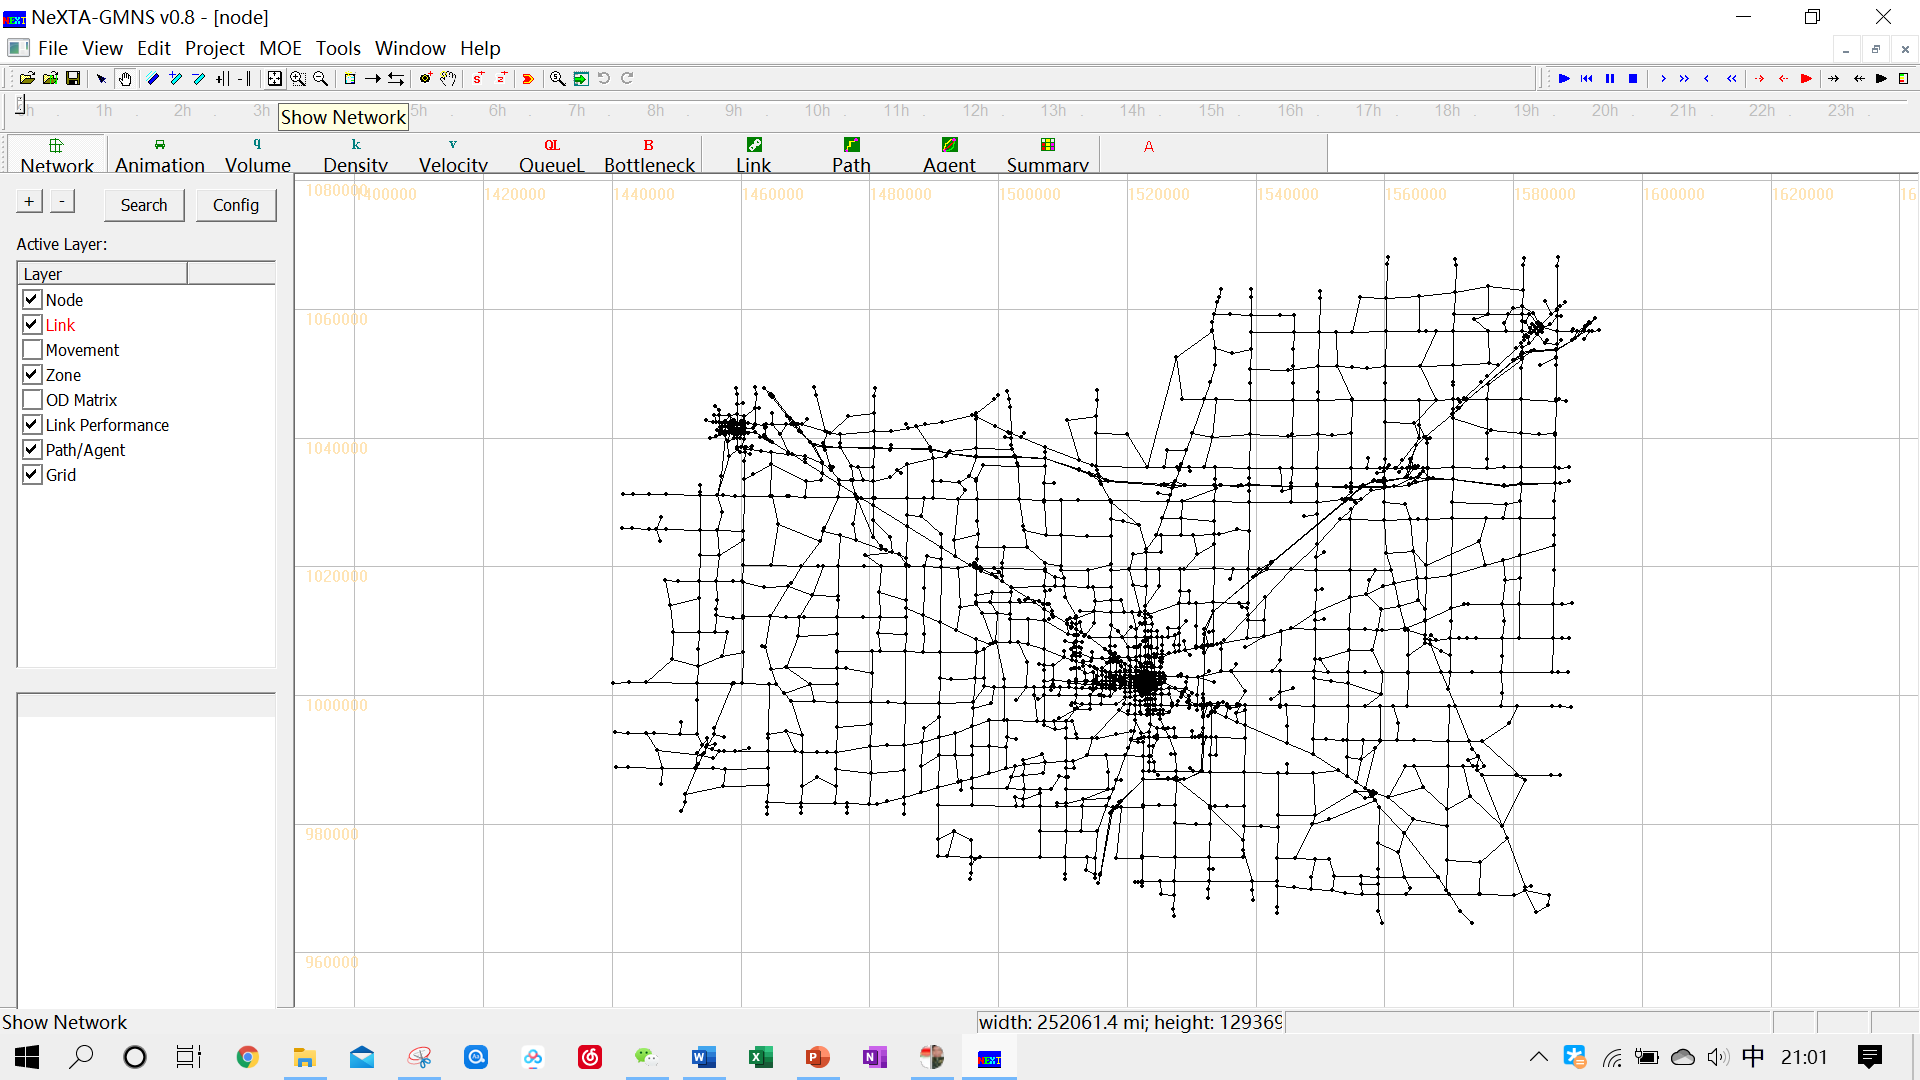 NeXTA-GMNS v0.8 - [node]
File View Edit Project MOE Tools Window Help
1h 2h 3h 5h 6h 7h 8h 9h 10h 11h 12h 13h 14h 15h 16h 17h 18h 19h 20h 21h 22h 23h
Show Network
q k v QL B A
Network Animation Volume Density Velocity QueueL Bottleneck Link Path Agent Summary
+ - Search Config
Active Layer:
Layer
Node
Link
Movement
Zone
OD Matrix
Link Performance
Path/Agent
Grid
1400000 1420000 1440000 1460000 1480000 1500000 1520000 1540000 1560000 1580000 1600000 1620000
1080000
1060000
1040000
1020000
1000000
980000
960000
Show Network
width: 252061.4 mi; height: 129369
中 21:01